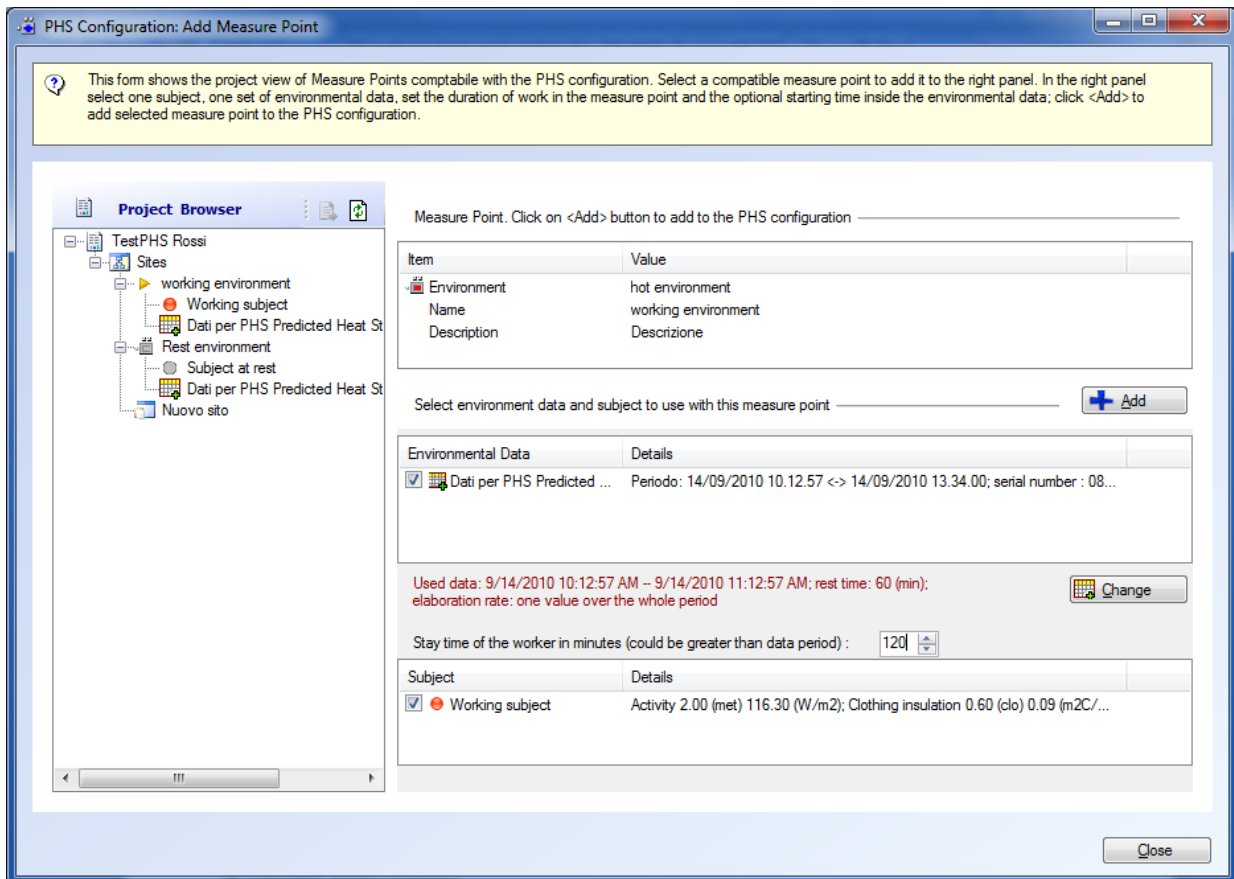 PHS Configuration: Add Measure Point
This form shows the project view of Measure Points comptabile with the PHS configuration. Select a compatible measure point to add it to the right panel. In the right panel
select one subject, one set of environmental data, set the duration of work in the measure point and the optional starting time inside the environmental data; click <Add> to
add selected measure point to the PHS configuration.
Project Browser
TestPHS Rossi
Sites
working environment
Working subject
Dati per PHS Predicted Heat St
Rest environment
Subject at rest
Dati per PHS Predicted Heat St
Nuovo sito
Measure Point. Click on <Add> button to add to the PHS configuration
Item Value
Environment hot environment
Name working environment
Description Descrizione
Select environment data and subject to use with this measure point
Add
Environmental Data Details
Dati per PHS Predicted ... Periodo: 14/09/2010 10.12.57 <-> 14/09/2010 13.34.00; serial number : 08...
Used data: 9/14/2010 10:12:57 AM -- 9/14/2010 11:12:57 AM; rest time: 60 (min);
elaboration rate: one value over the whole period
Change
Stay time of the worker in minutes (could be greater than data period) : 120
Subject Details
Working subject Activity 2.00 (met) 116.30 (W/m2); Clothing insulation 0.60 (clo) 0.09 (m2C/...
Close